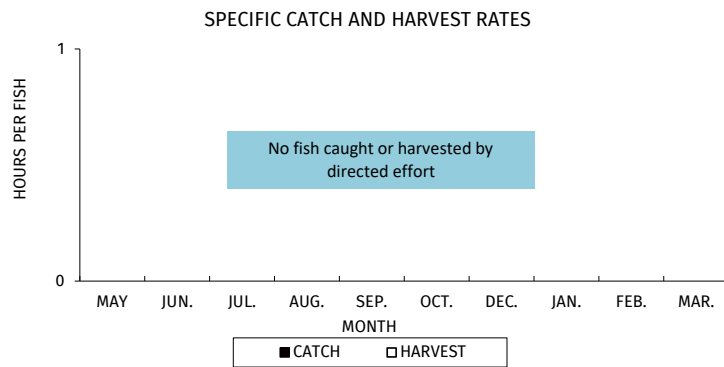 SPECIFIC CATCH AND HARVEST RATES
1
HOURS PER FISH
No fish caught or harvested by
directed effort
0
MAY JUN. JUL. AUG. SEP. OCT. DEC. JAN. FEB. MAR.
MONTH
CATCH HARVEST